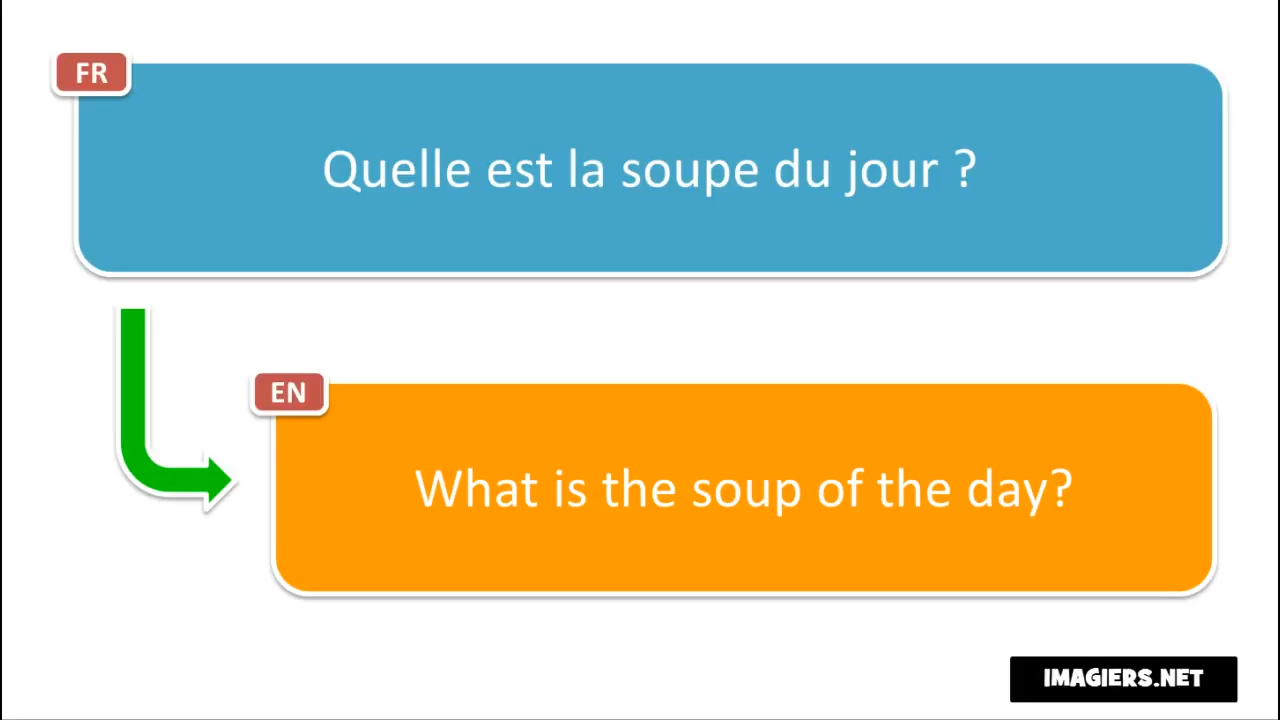 FR
Quelle est la soupe du jour ?
EN
What is the soup of the day?
IMAGIERS.NET